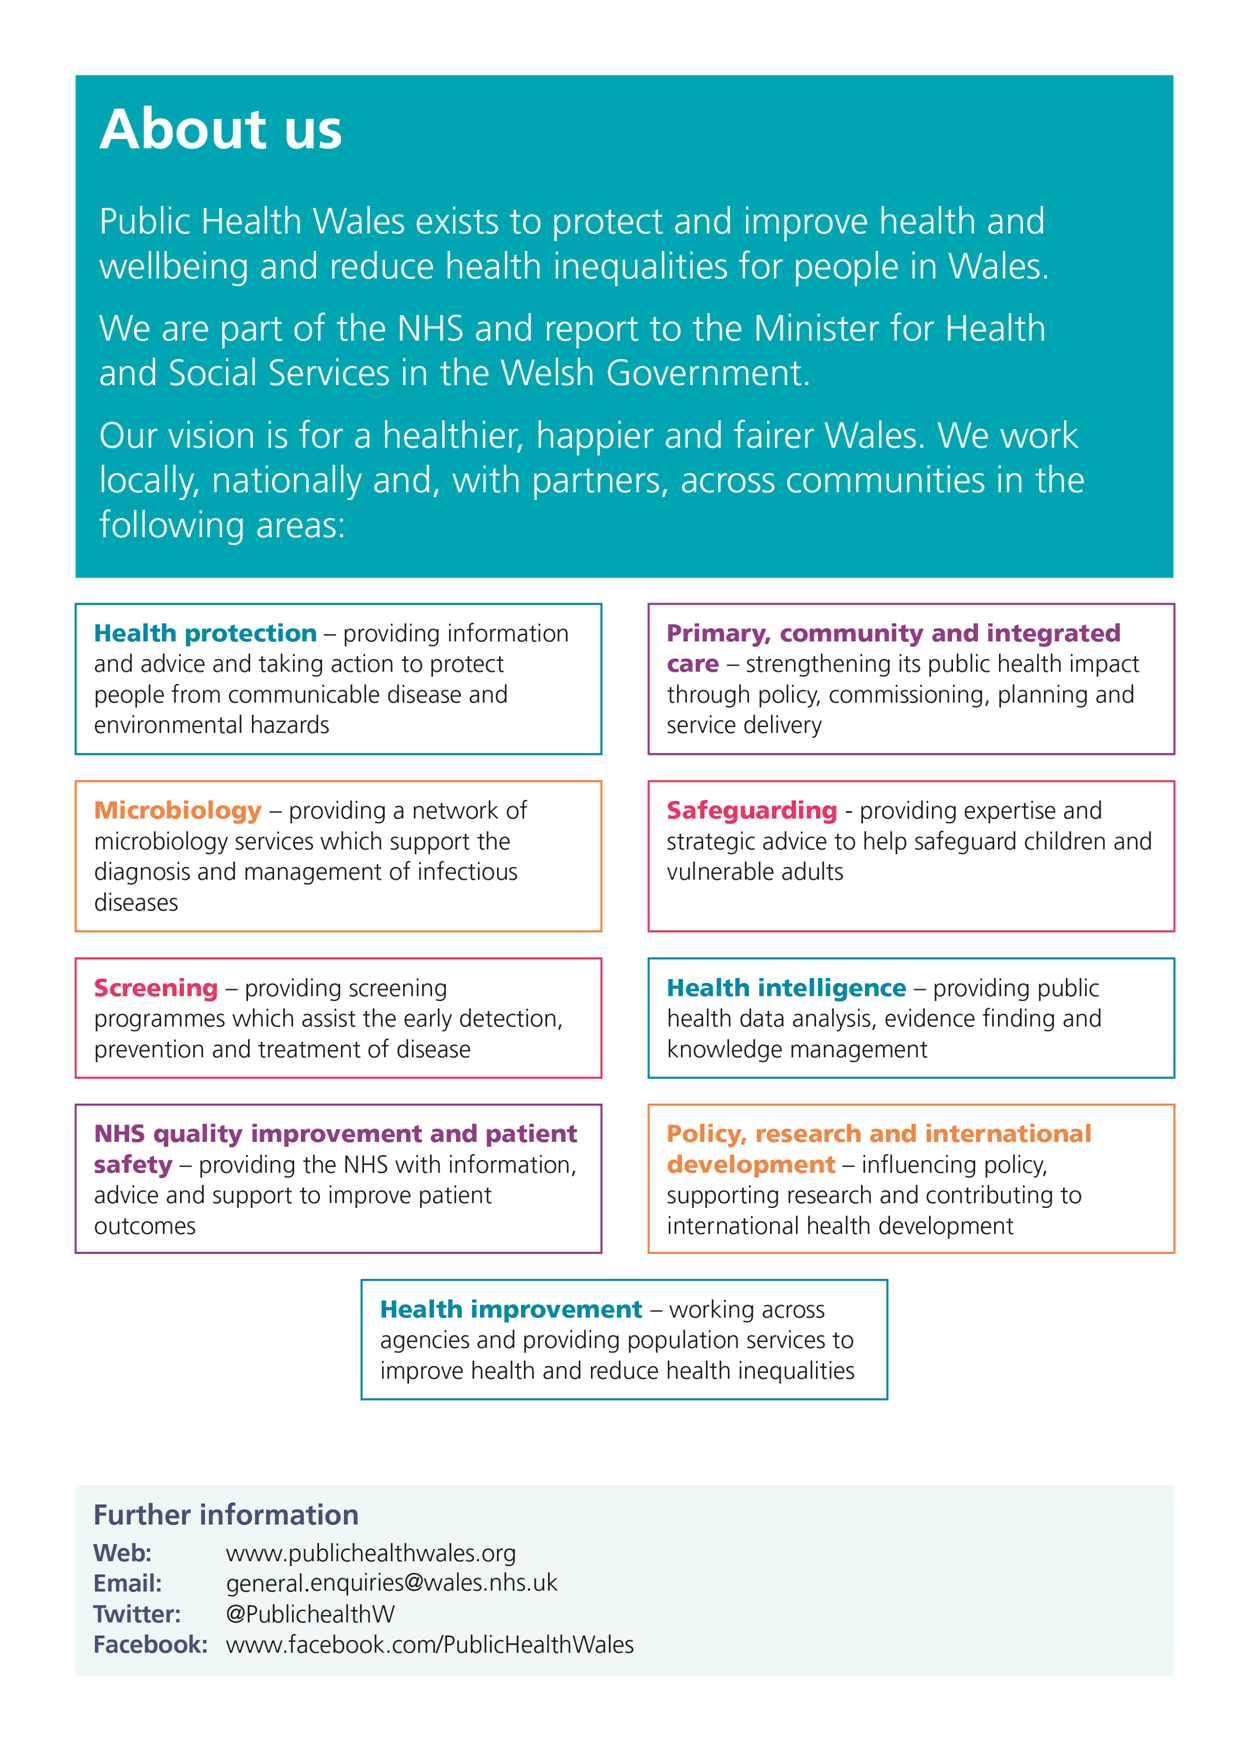 About us
Public Health Wales exists to protect and improve health and
wellbeing and reduce health inequalities for people in Wales.
We are part of the NHS and report to the Minister for Health
and Social Services in the Welsh Government.
Our vision is for a healthier, happier and fairer Wales. We work
locally, nationally and, with partners, across communities in the
following areas:
Health protection – providing information
and advice and taking action to protect
people from communicable disease and
environmental hazards
Primary, community and integrated
care – strengthening its public health impact
through policy, commissioning, planning and
service delivery
Microbiology – providing a network of
microbiology services which support the
diagnosis and management of infectious
diseases
Safeguarding - providing expertise and
strategic advice to help safeguard children and
vulnerable adults
Screening – providing screening
programmes which assist the early detection,
prevention and treatment of disease
Health intelligence – providing public
health data analysis, evidence finding and
knowledge management
NHS quality improvement and patient
safety – providing the NHS with information,
advice and support to improve patient
outcomes
Policy, research and international
development – influencing policy,
supporting research and contributing to
international health development
Health improvement – working across
agencies and providing population services to
improve health and reduce health inequalities
Further information
Web: www.publichealthwales.org
Email: general.enquiries@wales.nhs.uk
Twitter: @PublichealthW
Facebook: www.facebook.com/PublicHealthWales